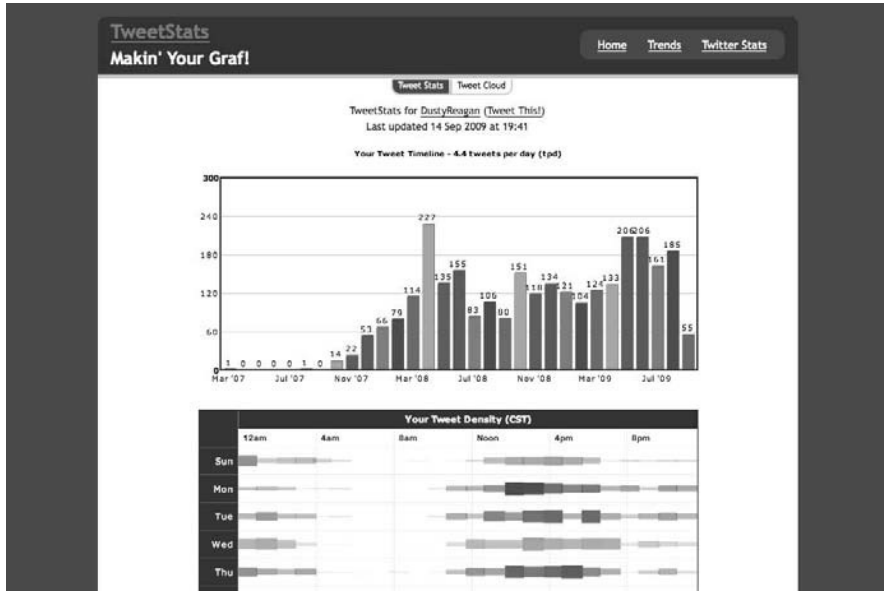 TweetStats
Makin' Your Graf!
Home Trends Twitter Stats
Tweet Stats Tweet Cloud
TweetStats for DustyReagan (Tweet This!)
Last updated 14 Sep 2009 at 19:41
Your Tweet Timeline - 4.4 tweets per day (tpd)
300
240
180
120
60
0
1 0 0 0 0 1 0 14 22 53 66 79 114 227 135 155 83 106 80 151 118 134 121 104 124 133 206 206 161 185 55
Mar '07 Jul '07 Nov '07 Mar '08 Jul '08 Nov '08 Mar '09 Jul '09
Your Tweet Density (CST)
12am 4am 8am Noon 4pm 8pm
Sun
Mon
Tue
Wed
Thu